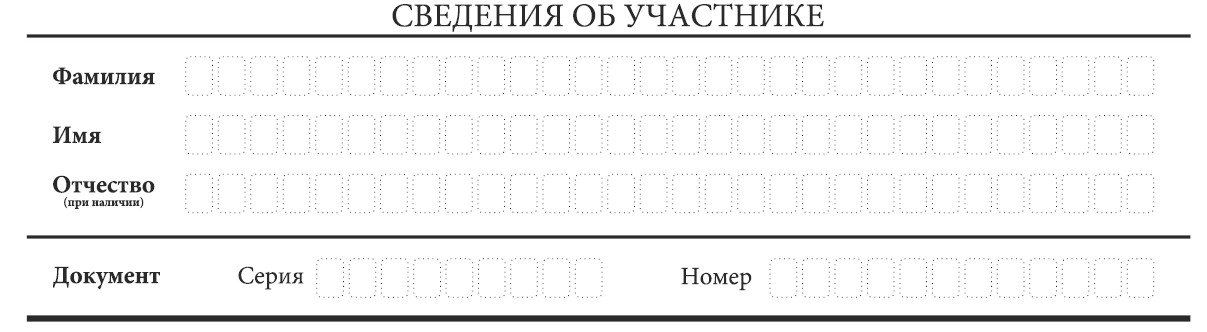 СВЕДЕНИЯ ОБ УЧАСТНИКЕ
Фамилия
Имя
Отчество
(при наличии)
Документ Серия Номер